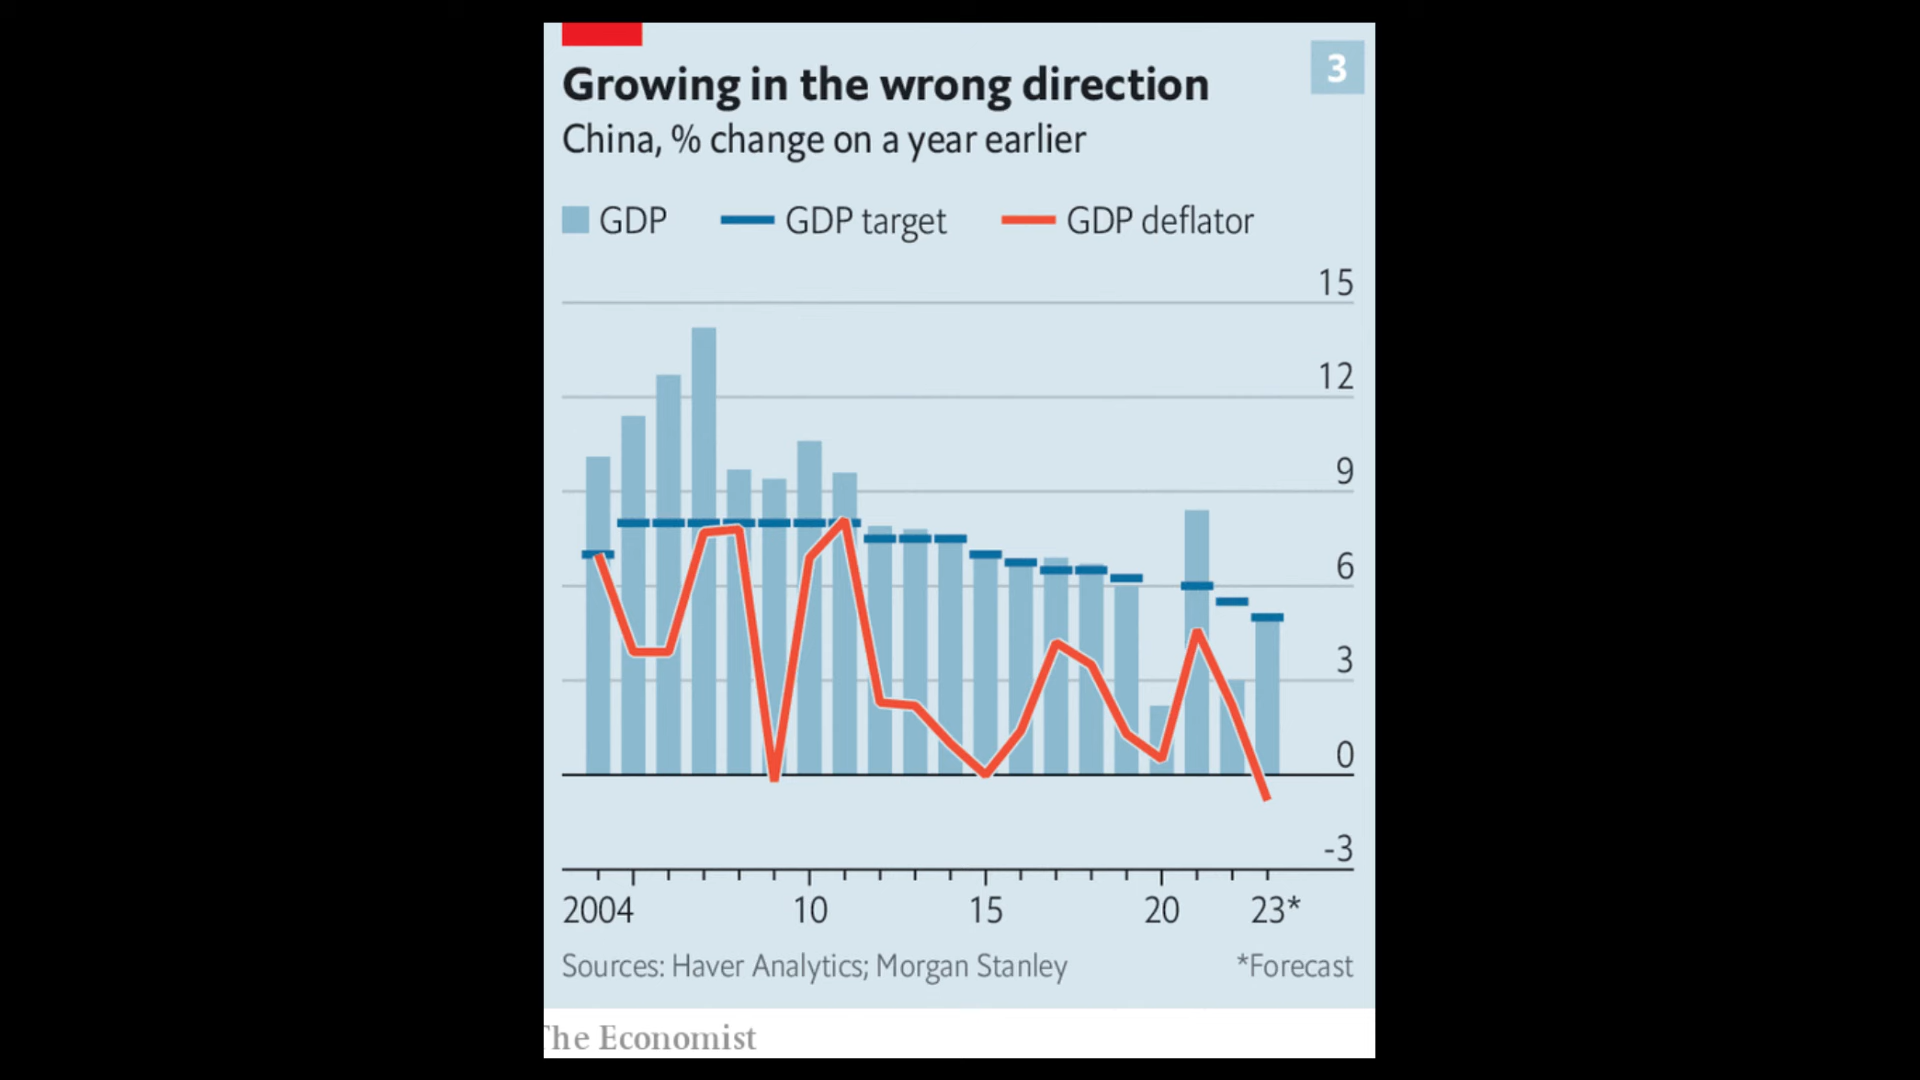 3
Growing in the wrong direction
China, % change on a year earlier
GDP GDP target GDP deflator
15
12
9
6
3
0
-3
2004 10 15 20 23*
Sources: Haver Analytics; Morgan Stanley *Forecast
The Economist